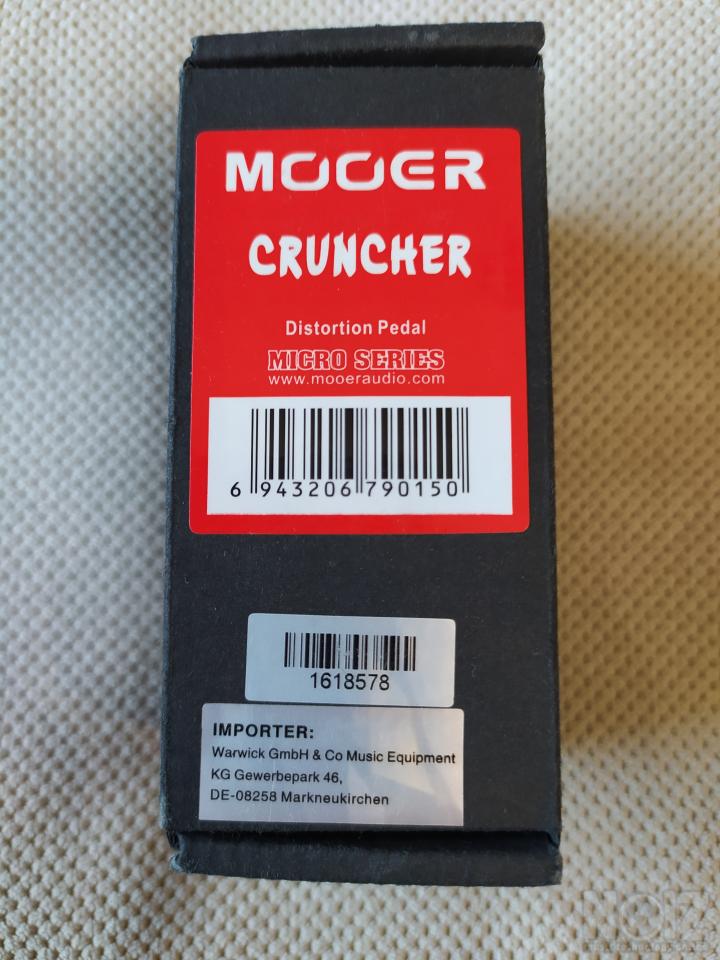 MOOER
CRUNCHER
Distortion Pedal
MICRO SERIES
www.mooeraudio.com
6 943206 790150
1618578
IMPORTER:
Warwick GmbH & Co Music Equipment
KG Gewerbepark 46,
DE-08258 Markneukirchen
noiz